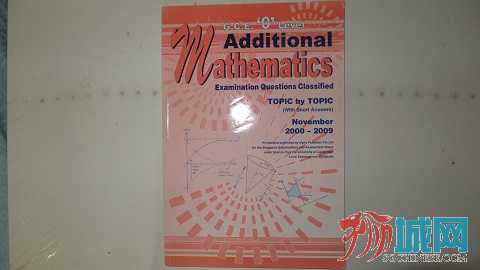 G.C.E. 'O' Level
Additional
Mathematics
Examination Questions Classified
TOPIC by TOPIC
(With Short Answers)
November
2000 – 2009
狮城网
SGCHINESE.COM